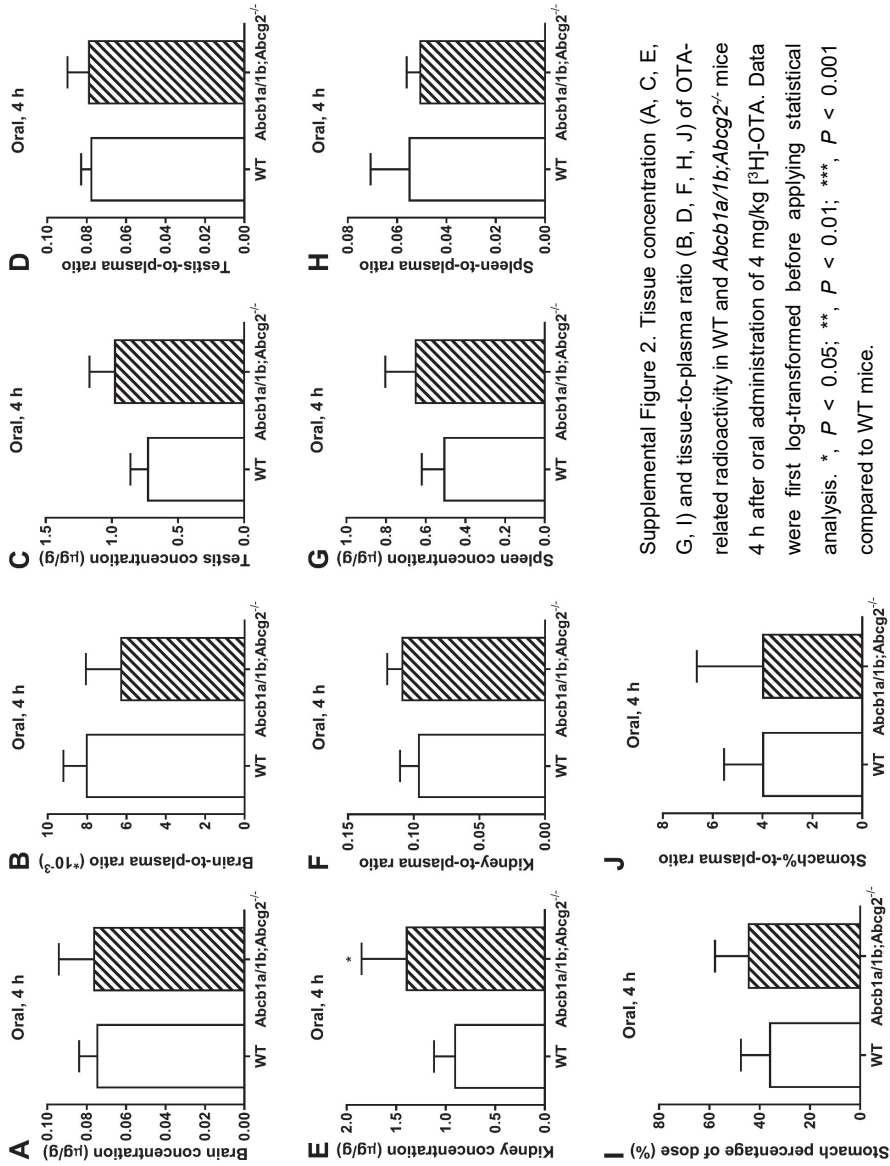 A
Oral, 4 h
Brain concentration (µg/g)
0.10
0.08
0.06
0.04
0.02
0.00
WT Abcb1a/1b;Abcg2-/-
B
Oral, 4 h
Brain-to-plasma ratio (*10-3)
10
8
6
4
2
0
WT Abcb1a/1b;Abcg2-/-
C
Oral, 4 h
Testis concentration (µg/g)
1.5
1.0
0.5
0.0
WT Abcb1a/1b;Abcg2-/-
D
Oral, 4 h
Testis-to-plasma ratio
0.10
0.08
0.06
0.04
0.02
0.00
WT Abcb1a/1b;Abcg2-/-
E
Oral, 4 h
Kidney concentration (µg/g)
2.0
1.5
1.0
0.5
0.0
*
WT Abcb1a/1b;Abcg2-/-
F
Oral, 4 h
Kidney-to-plasma ratio
0.15
0.10
0.05
0.00
WT Abcb1a/1b;Abcg2-/-
G
Oral, 4 h
Spleen concentration (µg/g)
1.0
0.8
0.6
0.4
0.2
0.0
WT Abcb1a/1b;Abcg2-/-
H
Oral, 4 h
Spleen-to-plasma ratio
0.08
0.06
0.04
0.02
0.00
WT Abcb1a/1b;Abcg2-/-
I
Oral, 4 h
Stomach percentage of dose (%)
80
60
40
20
0
WT Abcb1a/1b;Abcg2-/-
J
Oral, 4 h
Stomach%-to-plasma ratio
8
6
4
2
0
WT Abcb1a/1b;Abcg2-/-
Supplemental Figure 2. Tissue concentration (A, C, E,
G, I) and tissue-to-plasma ratio (B, D, F, H, J) of OTA-
related radioactivity in WT and Abcb1a/1b;Abcg2-/- mice
4 h after oral administration of 4 mg/kg [³H]-OTA. Data
were first log-transformed before applying statistical
analysis. *, P < 0.05; **, P < 0.01; ***, P < 0.001
compared to WT mice.